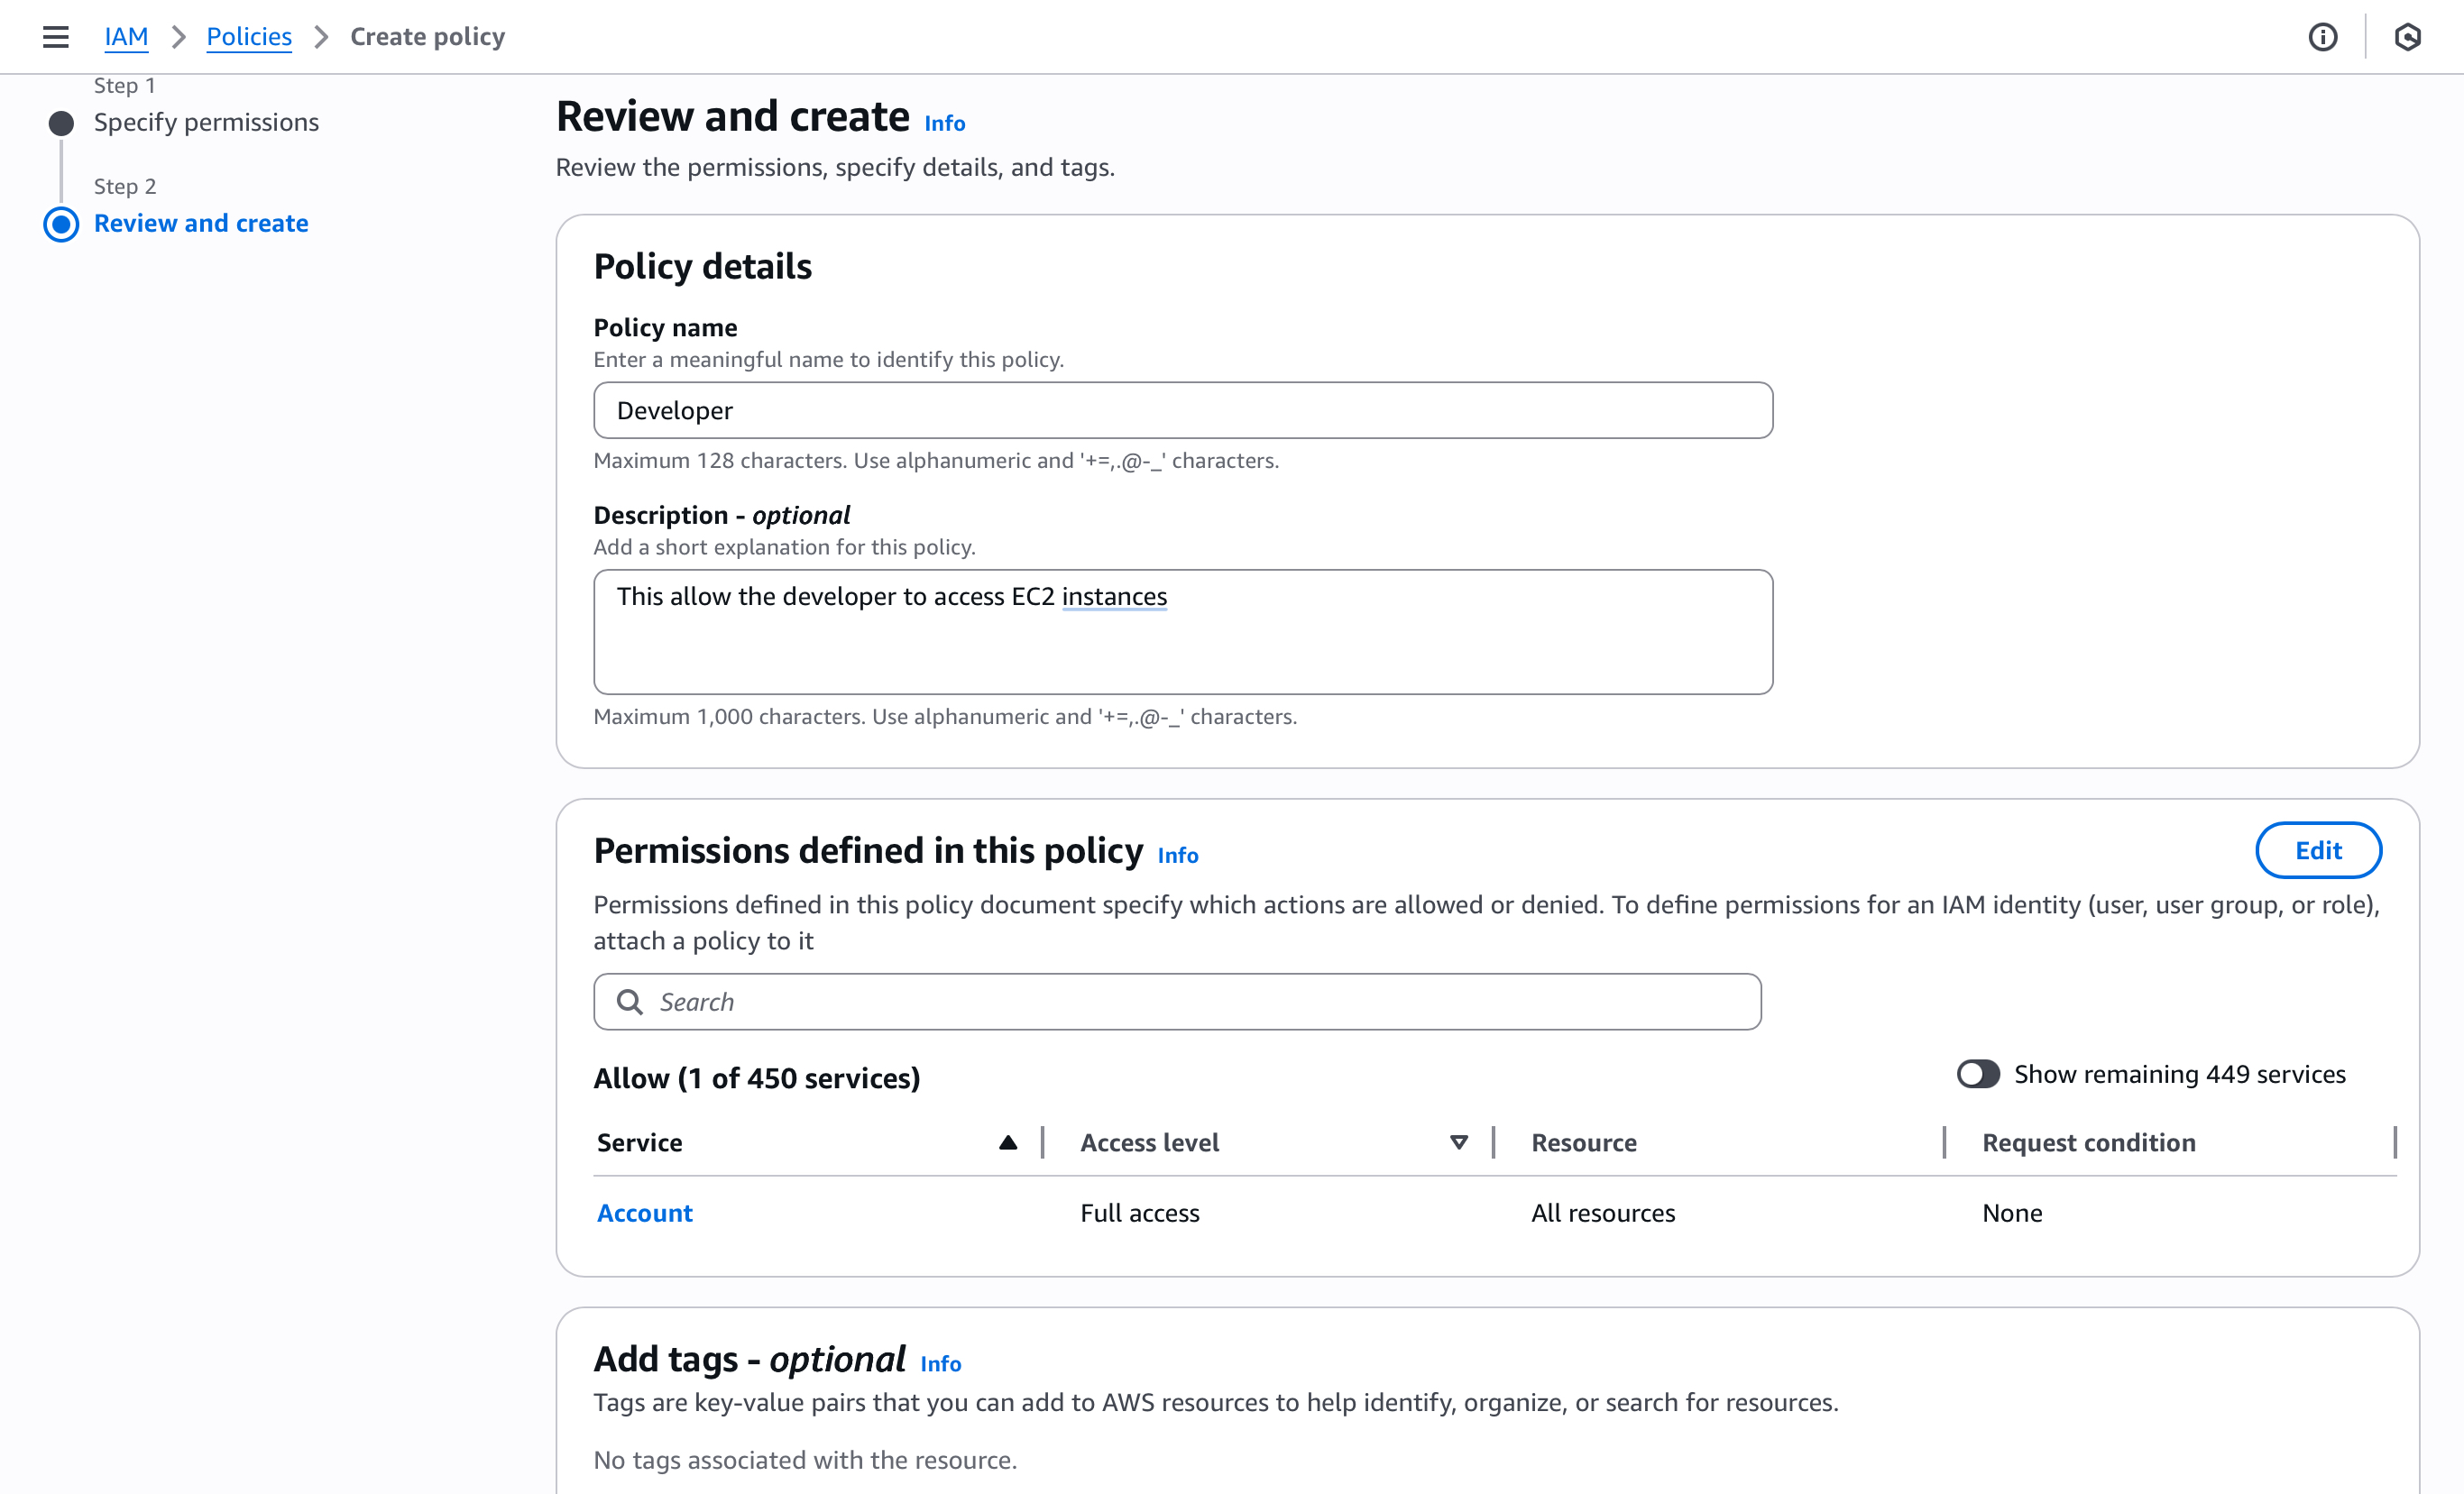 IAM > Policies > Create policy
Step 1
Specify permissions
Step 2
Review and create
Review and create Info
Review the permissions, specify details, and tags.
Policy details
Policy name
Enter a meaningful name to identify this policy.
Developer
Maximum 128 characters. Use alphanumeric and '+=,.@-_' characters.
Description - optional
Add a short explanation for this policy.
This allow the developer to access EC2 instances
Maximum 1,000 characters. Use alphanumeric and '+=,.@-_' characters.
Permissions defined in this policy Info
Edit
Permissions defined in this policy document specify which actions are allowed or denied. To define permissions for an IAM identity (user, user group, or role),
attach a policy to it
Search
Allow (1 of 450 services)
Show remaining 449 services
Service Access level Resource Request condition
Account Full access All resources None
Add tags - optional Info
Tags are key-value pairs that you can add to AWS resources to help identify, organize, or search for resources.
No tags associated with the resource.